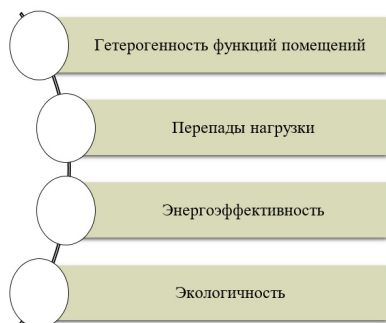 Гетерогенность функций помещений
Перепады нагрузки
Энергоэффективность
Экологичность